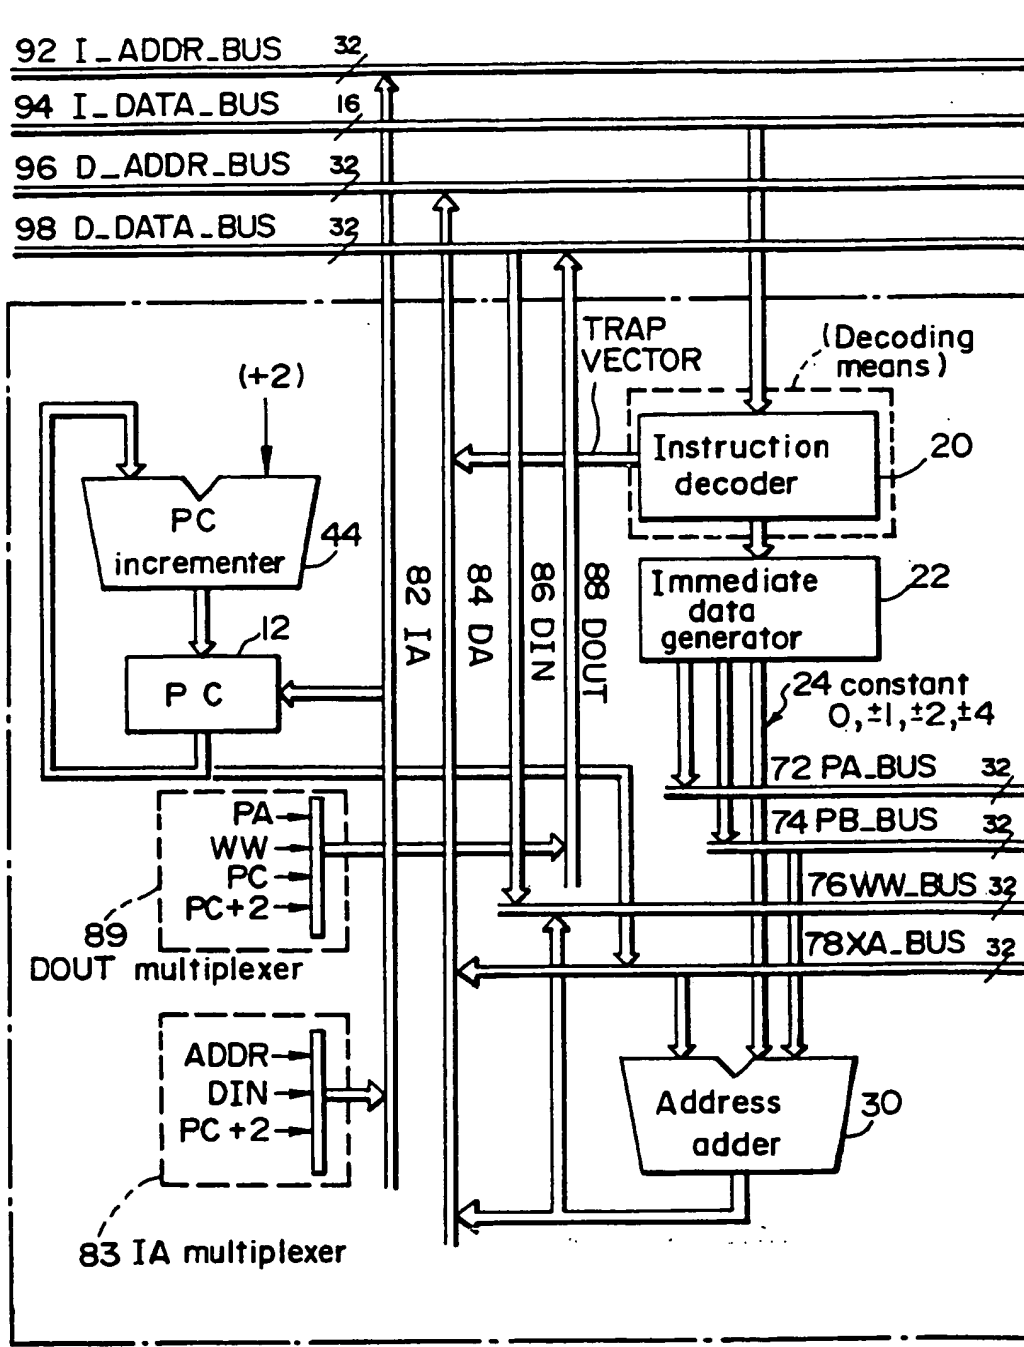 92 I_ADDR_BUS 32
94 I_DATA_BUS 16
96 D_ADDR_BUS 32
98 D_DATA_BUS 32
TRAP
VECTOR
(Decoding
means)
(+2)
Instruction
decoder
20
PC
incrementer
44
Immediate
data
generator
22
12
PC
82 IA
84 DA
86 DIN
88 DOUT
24 constant
0,±1,±2,±4
72 PA_BUS 32
74 PB_BUS 32
76 WW_BUS 32
78 XA_BUS 32
PA
WW
PC
PC+2
89
DOUT multiplexer
ADDR
DIN
PC+2
83 IA multiplexer
Address
adder
30